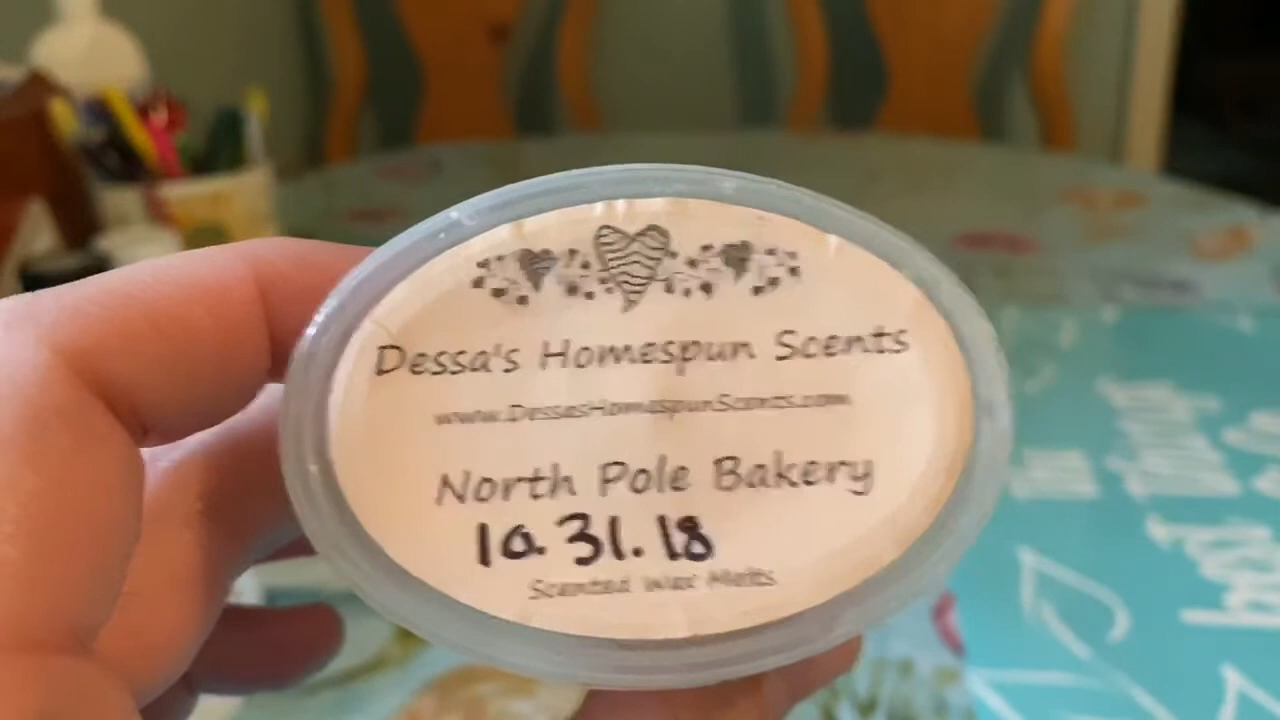 Dessa's Homespun Scents
www.DessasHomespunScents.com
North Pole Bakery
10.31.18
Scented Wax Melts